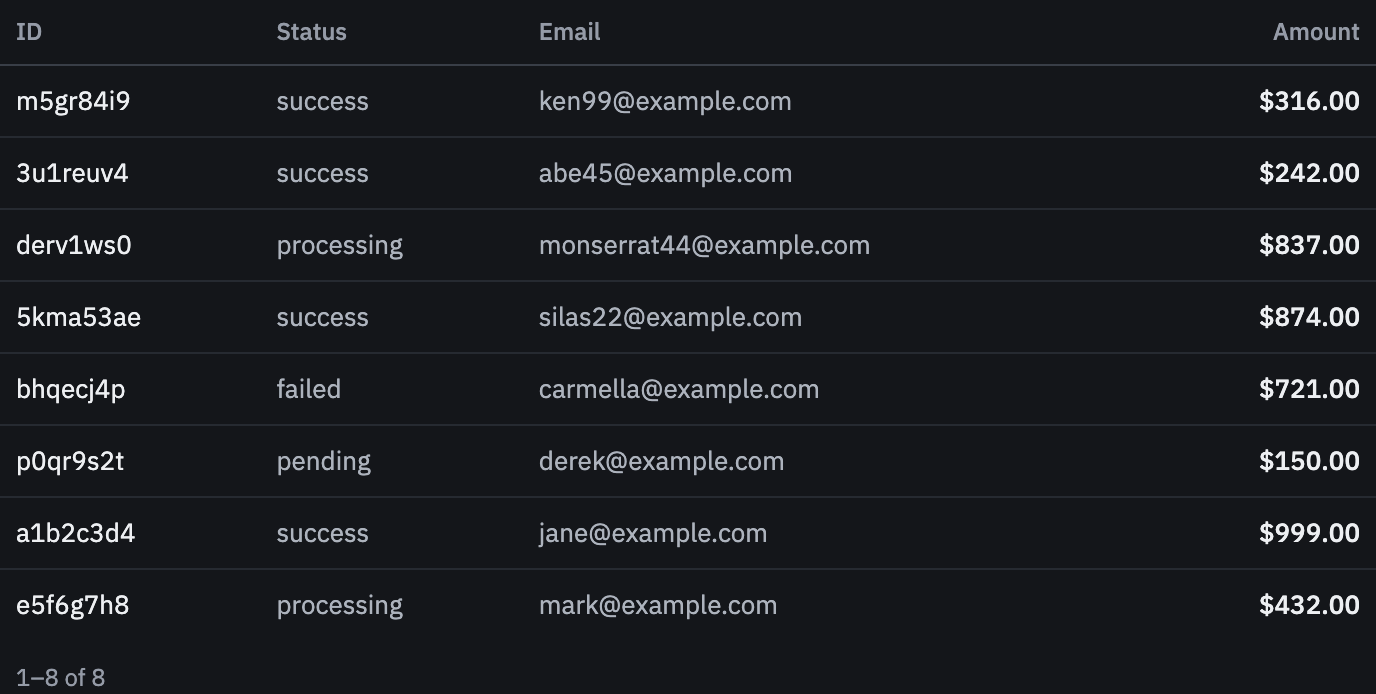 ID Status Email Amount
m5gr84i9 success ken99@example.com $316.00
3u1reuv4 success abe45@example.com $242.00
derv1ws0 processing monserrat44@example.com $837.00
5kma53ae success silas22@example.com $874.00
bhqecj4p failed carmella@example.com $721.00
p0qr9s2t pending derek@example.com $150.00
a1b2c3d4 success jane@example.com $999.00
e5f6g7h8 processing mark@example.com $432.00
1–8 of 8